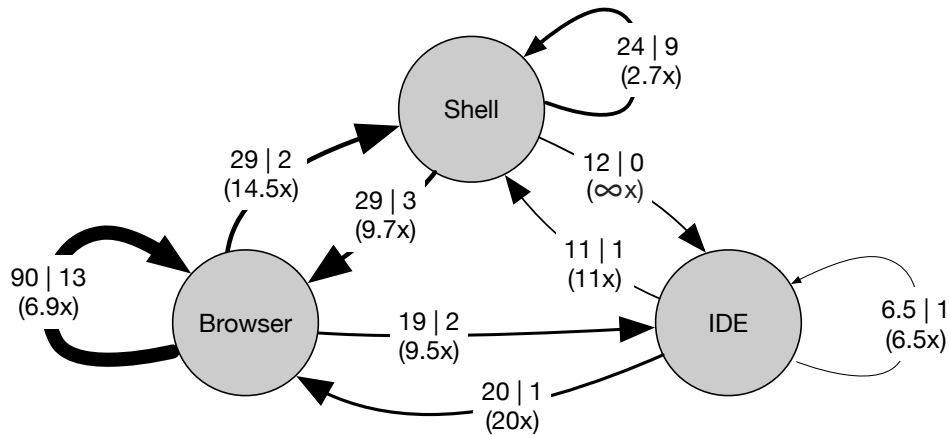 Shell
24 | 9
(2.7x)
29 | 2
(14.5x)
12 | 0
(∞x)
29 | 3
(9.7x)
11 | 1
(11x)
90 | 13
(6.9x)
Browser
19 | 2
(9.5x)
IDE
6.5 | 1
(6.5x)
20 | 1
(20x)